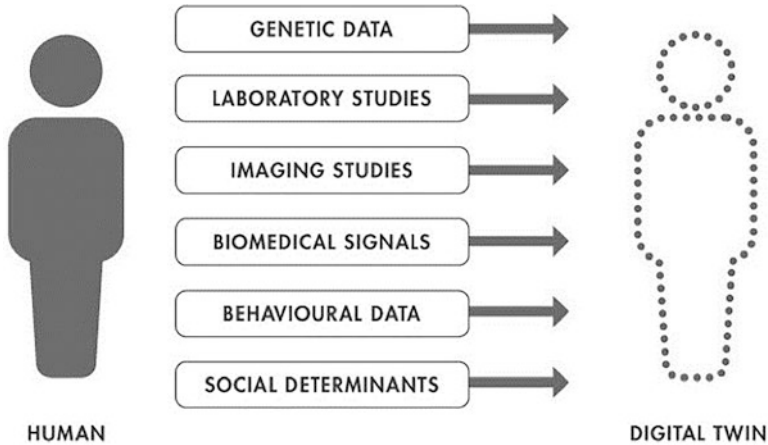 GENETIC DATA
LABORATORY STUDIES
IMAGING STUDIES
BIOMEDICAL SIGNALS
BEHAVIOURAL DATA
SOCIAL DETERMINANTS
HUMAN
DIGITAL TWIN